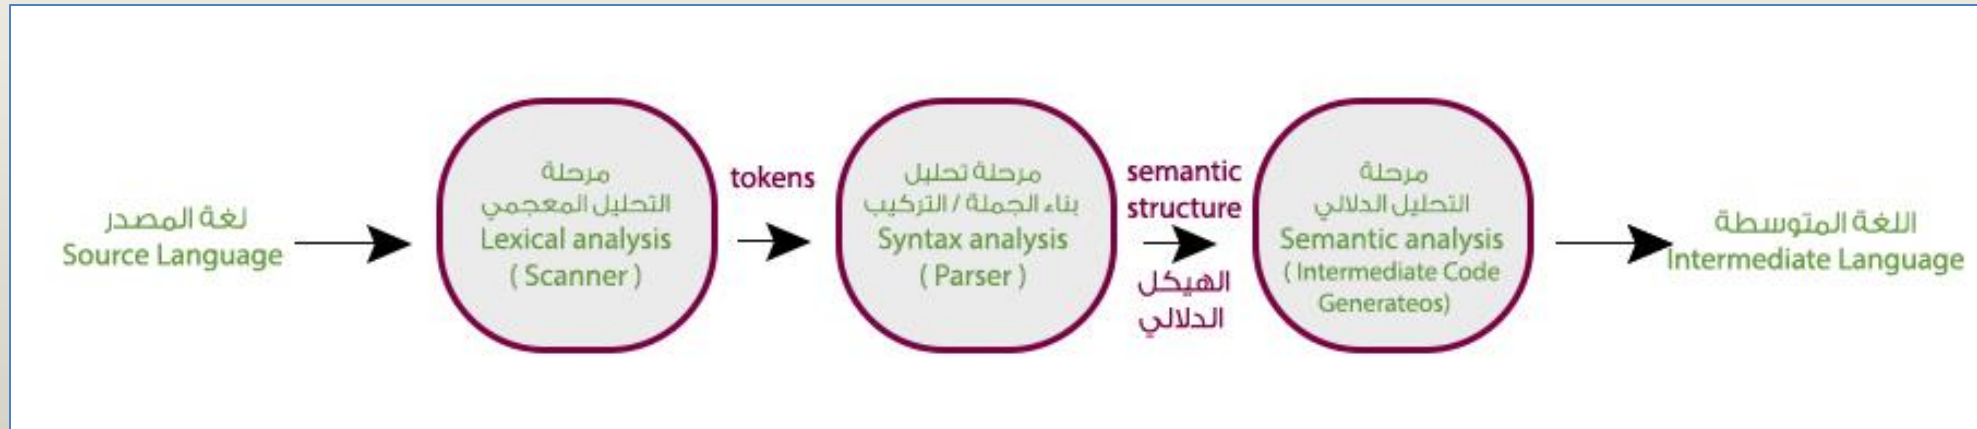 لغة المصدر
Source Language
مرحلة
التحليل المعجمي
Lexical analysis
( Scanner )
tokens
مرحلة تحليل
بناء الجملة / التركيب
Syntax analysis
( Parser )
semantic
structure
الهيكل
الدلالي
مرحلة
التحليل الدلالي
Semantic analysis
( Intermediate Code
Generateos)
اللغة المتوسطة
Intermediate Language